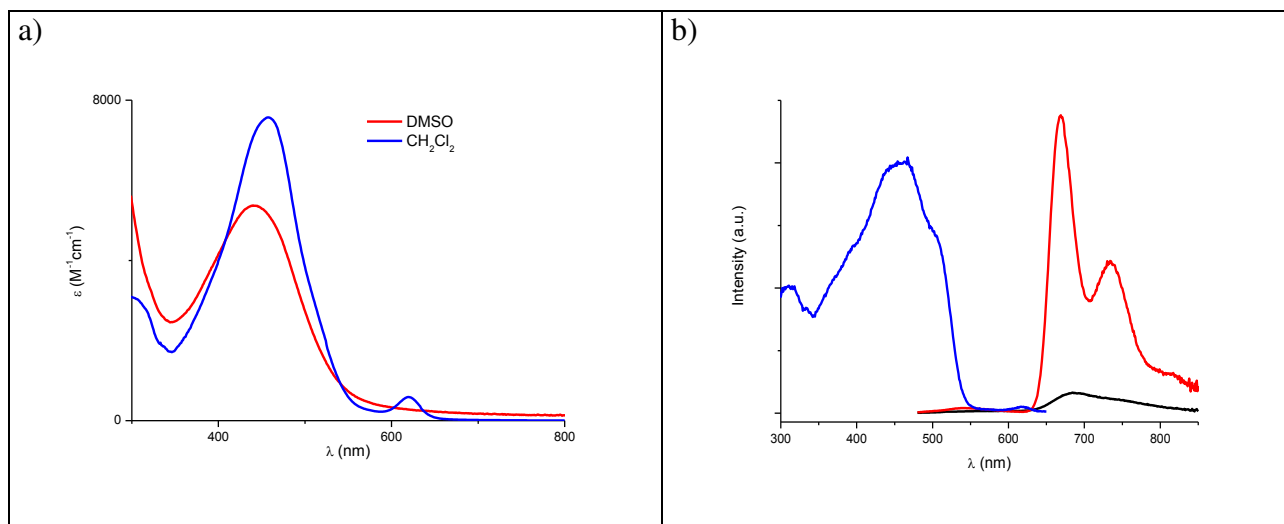 a)
8000
DMSO
CH₂Cl₂
ε (M⁻¹cm⁻¹)
0
400
600
800
λ (nm)
b)
Intensity (a.u.)
300
400
500
600
700
800
λ (nm)